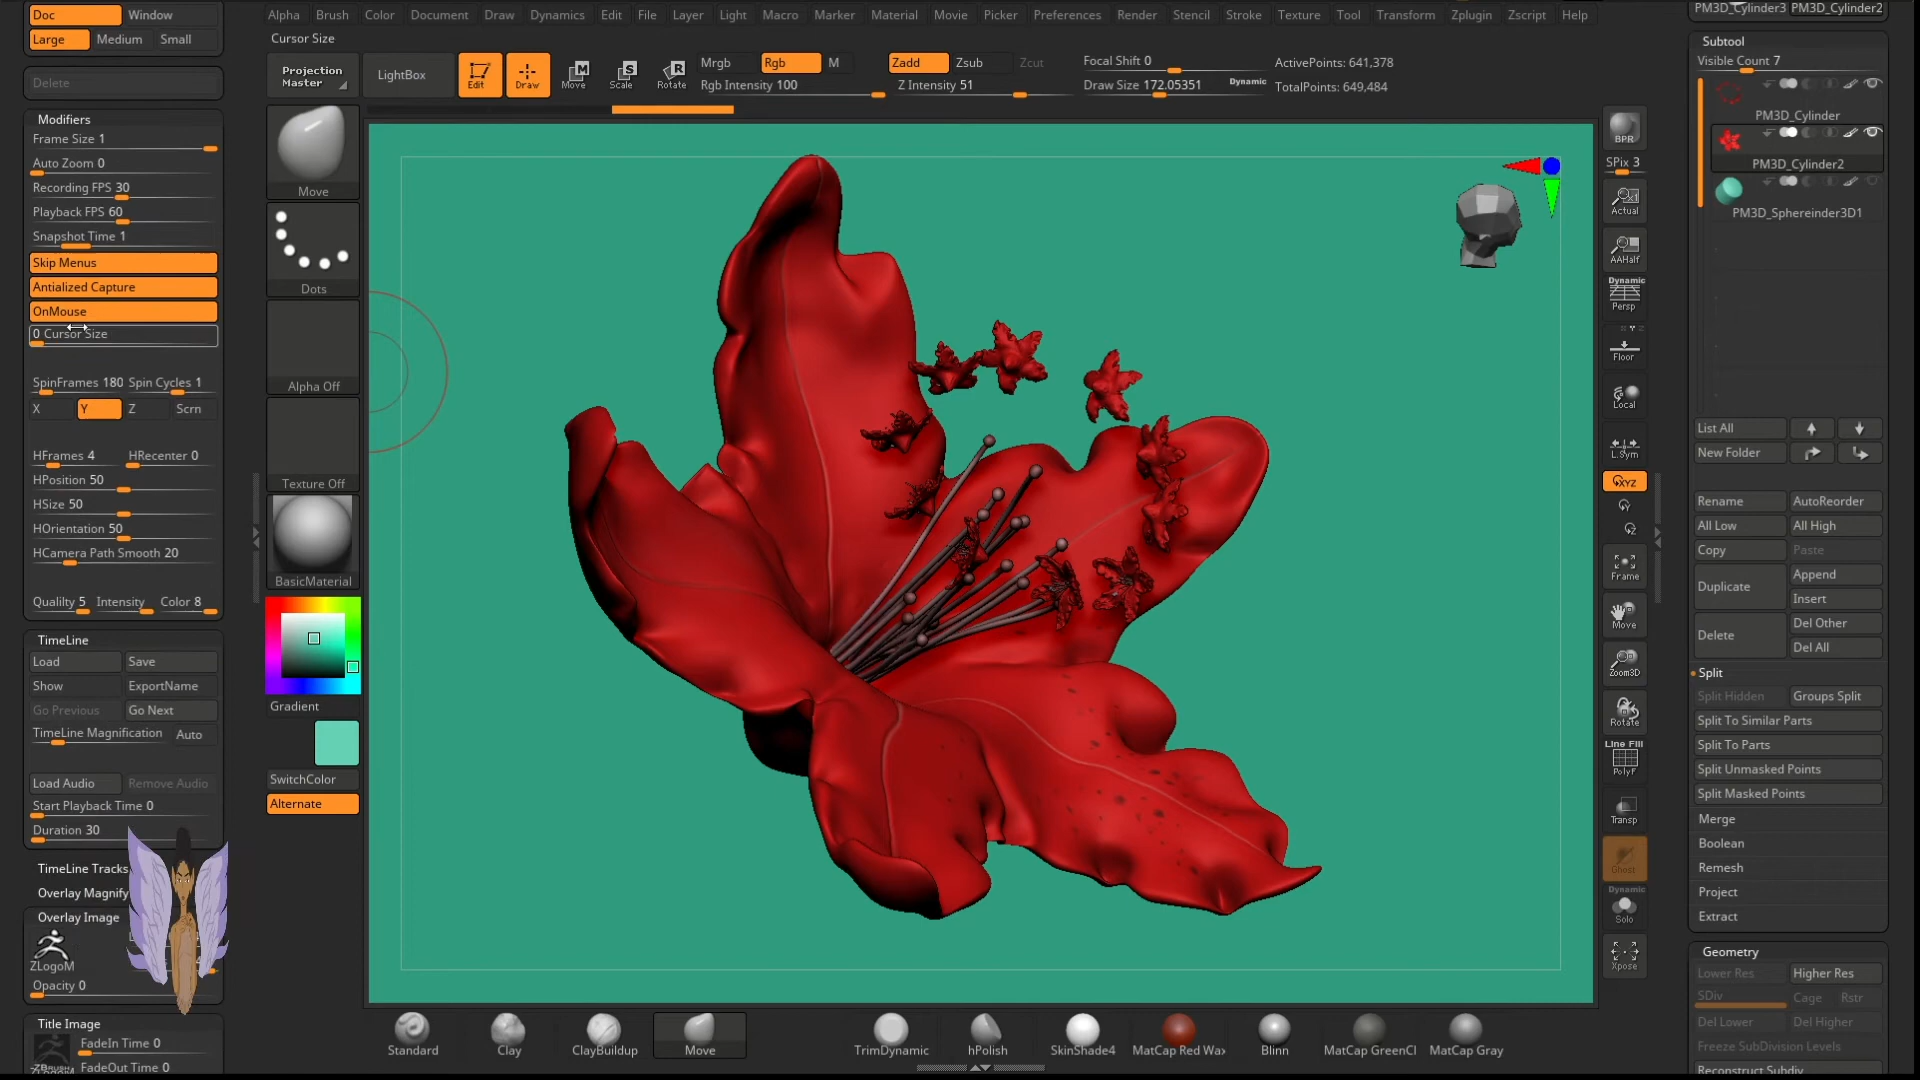 Doc Window
Large Medium Small
Delete
Modifiers
Frame Size 1
Auto Zoom 0
Recording FPS 30
Playback FPS 60
Snapshot Time 1
Skip Menus
Antialized Capture
OnMouse
0 Cursor Size
SpinFrames 180 Spin Cycles 1
X Y Z Scrn
HFrames 4 HRecenter 0
HPosition 50
HSize 50
HOrientation 50
HCamera Path Smooth 20
Qualilty 5 Intensity Color 8
TimeLine
Load Save
Show ExportName
Go Previous Go Next
TimeLine Magnification Auto
Load Audio Remove Audio
Start Playback Time 0
Duration 30
TimeLine Tracks
Overlay Magnify
Overlay Image
ZLogoM
Opacity 0
Title Image
FadeIn Time 0
FadeOut Time 0
Alpha Brush Color Document Draw Dynamics Edit File Layer Light Macro Marker Material Movie Picker Preferences Render Stencil Stroke Texture Tool Transform Zplugin Zscript Help
Cursor Size
Projection Master
LightBox
Edit Draw Move Scale Rotate
Mrgb Rgb M
Rgb Intensity 100
Zadd Zsub Zcut
Z Intensity 51
Focal Shift 0
Draw Size 172.05351 Dynamic
ActivePoints: 641,378
TotalPoints: 649,484
Move
Dots
Alpha Off
Texture Off
BasicMaterial
Gradient
SwitchColor
Alternate
Standard Clay ClayBuildup Move TrimDynamic hPolish SkinShade4 MatCap Red Wax Blinn MatCap GreenCl MatCap Gray
BPR
SPix 3
Actual
AAHalf
Dynamic
Persp
Floor
Local
L.Sym
XYZ
Frame
Move
Zoom3D
Rotate
Line Fill
PolyF
Transp
Ghost
Dynamic
Solo
Xpose
PM3D_Cylinder3 PM3D_Cylinder2
Subtool
Visible Count 7
PM3D_Cylinder
PM3D_Cylinder2
PM3D_Sphereinder3D1
List All
New Folder
Rename AutoReorder
All Low All High
Copy Paste
Duplicate Append
Insert
Delete Del Other
Del All
Split
Split Hidden Groups Split
Split To Similar Parts
Split To Parts
Split Unmasked Points
Split Masked Points
Merge
Boolean
Remesh
Project
Extract
Geometry
Lower Res Higher Res
SDiv Cage Rstr
Del Lower Del Higher
Freeze SubDivision Levels
Reconstruct Subdiv